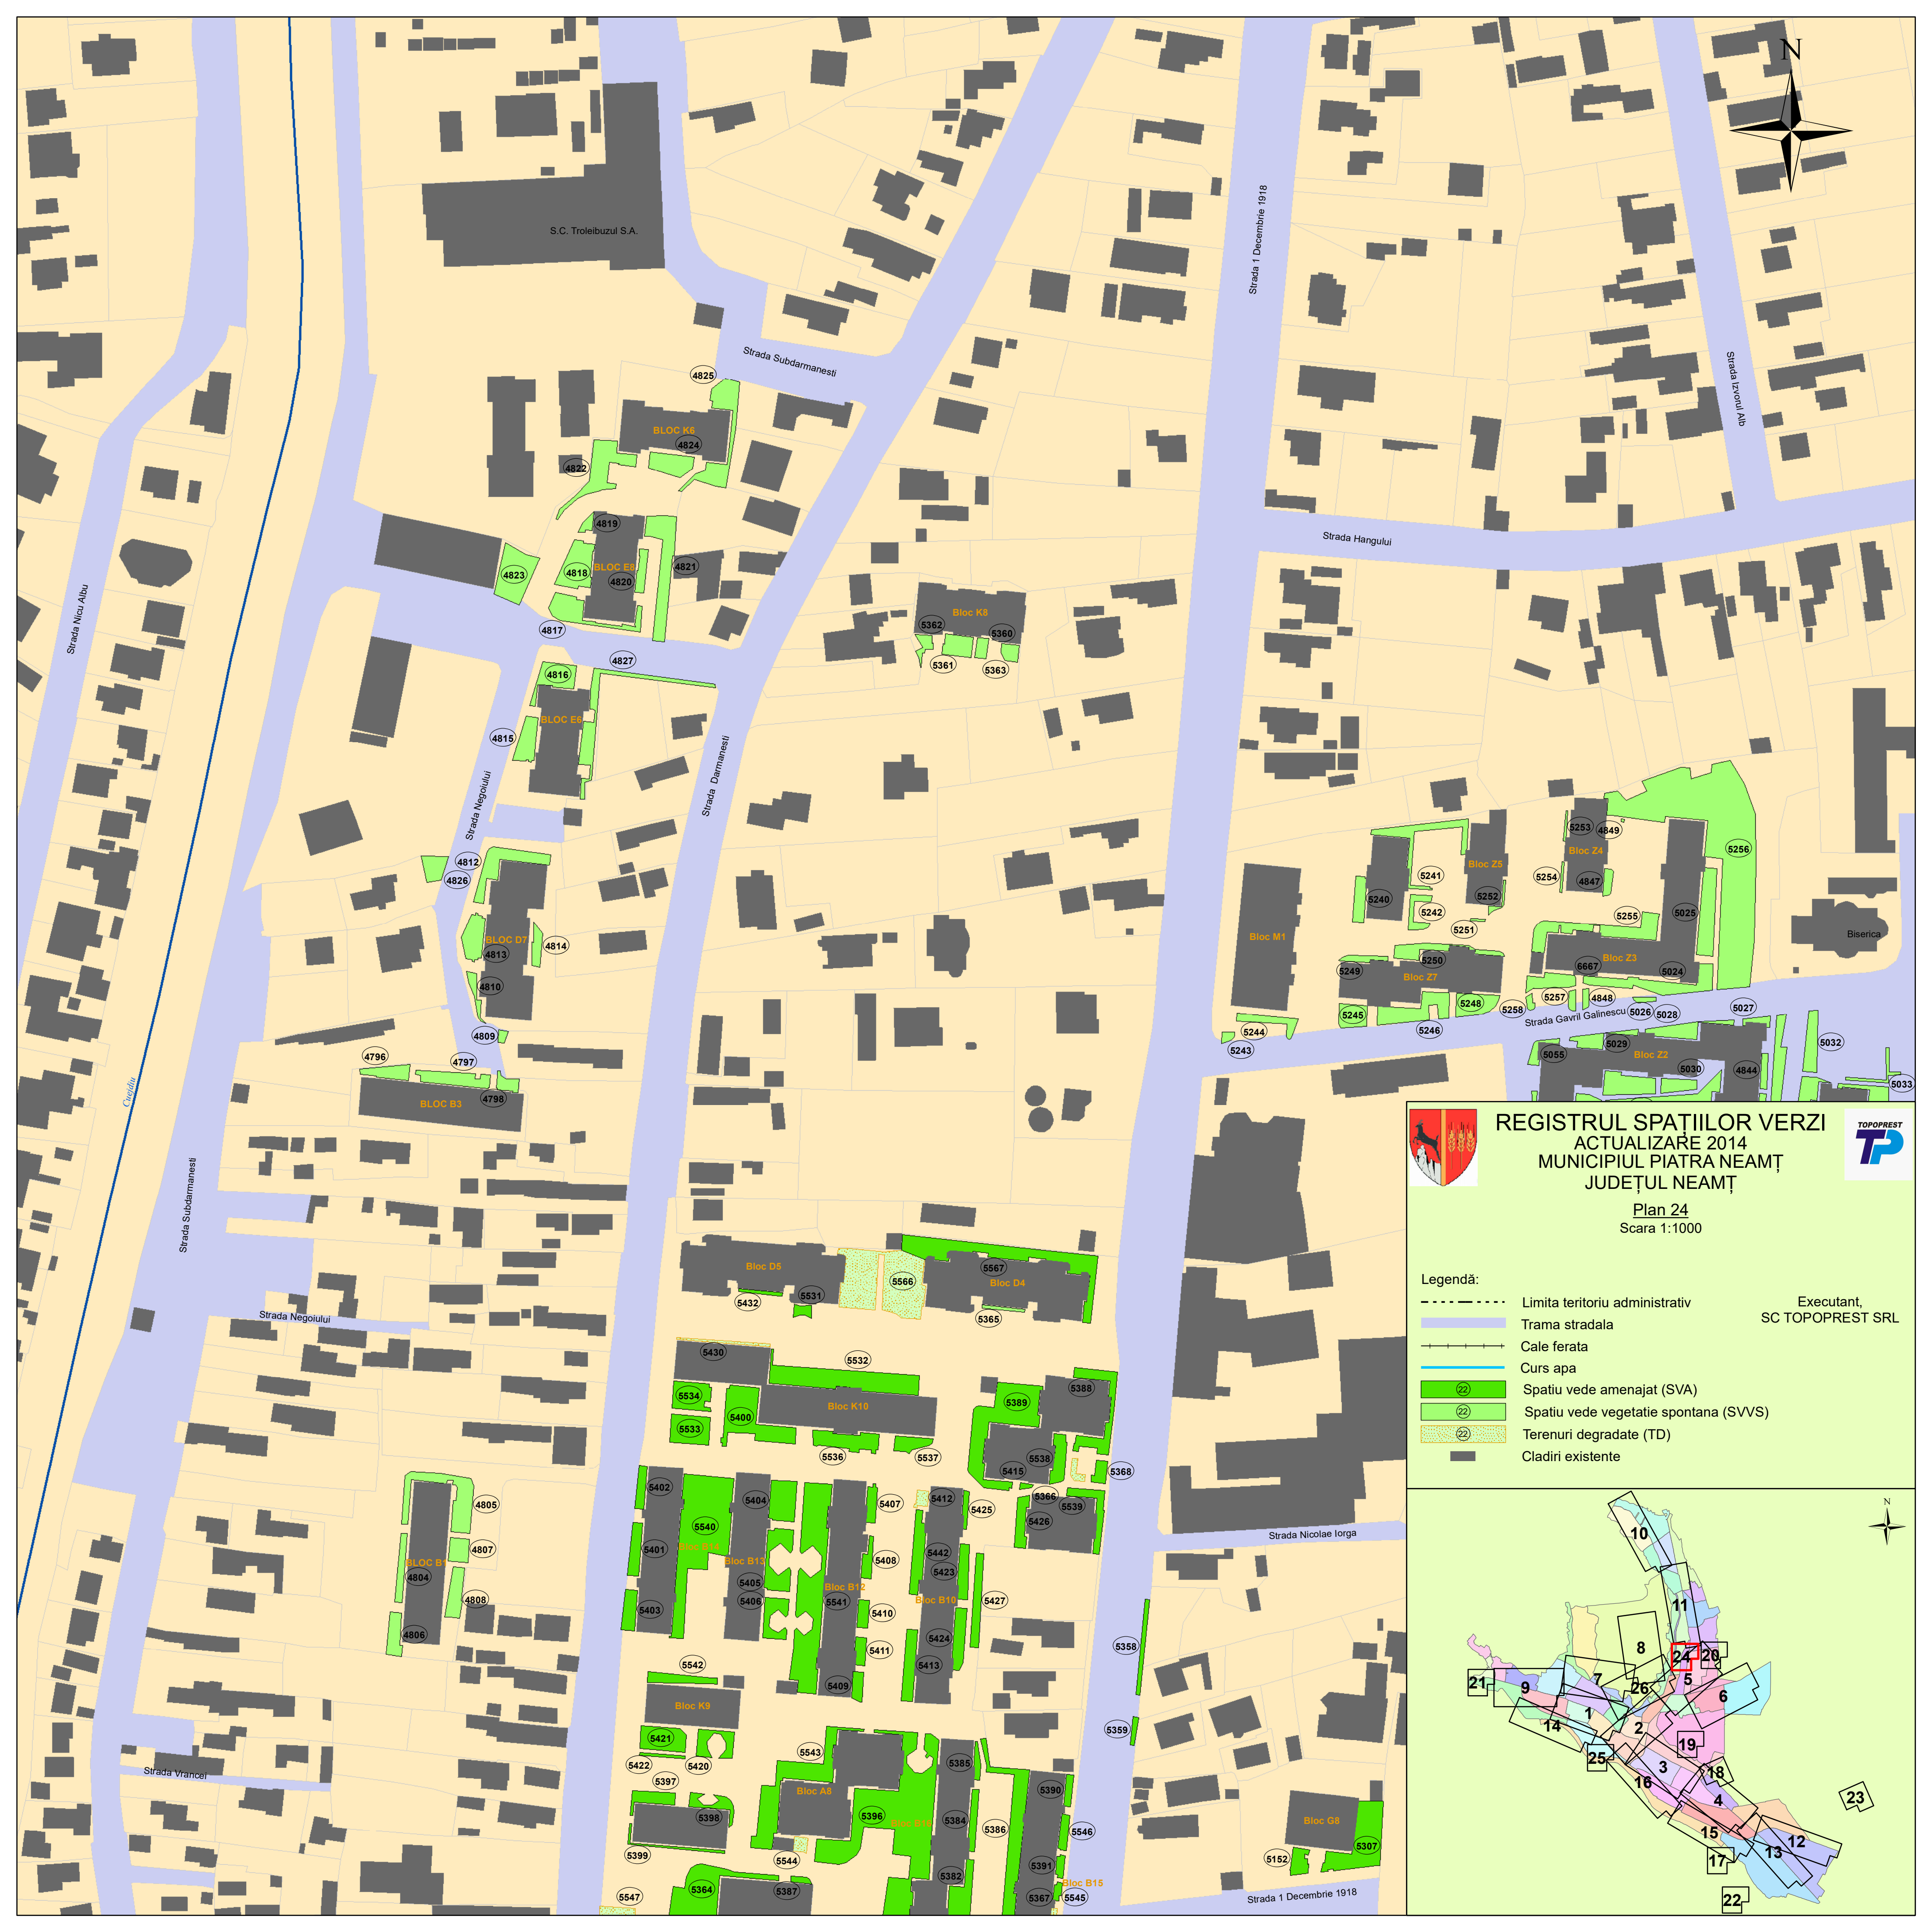 N
Strada 1 Decembrie 1918
S.C. Troleibuzul S.A.
Strada Subdarmanesti
Strada Izvorul Alb
4825
BLOC K6
4824
4822
4819
Strada Hangului
4823
4818
BLOC E8
4820
4821
Strada Nicu Albu
4817
Bloc K8
5362
5360
5361
5363
4827
4816
BLOC E6
4815
Strada Negoiului
Strada Darmanesti
4812
4826
BLOC D7
4813
4814
4810
4809
5253
4849
5256
Bloc Z5
Bloc Z4
5241
5254
4847
5240
5252
5242
5255
5025
5251
Bloc M1
Biserica
5249
5250
Bloc Z7
6667
Bloc Z3
5024
5245
5248
5258
5257
4848
5026
5028
5027
5244
5243
5246
Strada Gavril Galinescu
5029
5032
5055
Bloc Z2
5030
4844
5033
4796
4797
4798
BLOC B3
Cuejdiu
Strada Subdarmanesti
Strada Negoiului
Bloc D5
5432
5531
5566
5567
Bloc D4
5365
5430
5532
5534
5400
5533
Bloc K10
5536
5537
5389
5388
5538
5415
5368
5366
5539
5426
5402
5404
5407
5412
5425
5540
5401
Bloc B13
5405
5406
5403
5408
Bloc B12
5541
5410
5411
5409
5442
5423
Bloc B10
5427
5424
5413
Strada Nicolae Iorga
4805
4807
BLOC B1
4804
4808
4806
5358
5359
5542
Bloc K9
5421
5422
5420
5397
5398
5399
5543
Bloc A8
5396
5544
5385
5384
5386
5382
5390
5546
5391
5367
Bloc B15
5545
5547
5364
5387
Bloc G8
5152
5307
Strada 1 Decembrie 1918
Strada Vrancei
REGISTRUL SPAȚIILOR VERZI
ACTUALIZARE 2014
MUNICIPIUL PIATRA NEAMȚ
JUDEȚUL NEAMȚ
Plan 24
Scara 1:1000
TOPOPREST
TP
Legendă:
Limita teritoriu administrativ
Trama stradala
Cale ferata
Curs apa
22
Spatiu vede amenajat (SVA)
22
Spatiu vede vegetatie spontana (SVVS)
22
Terenuri degradate (TD)
Cladiri existente
Executant,
SC TOPOPREST SRL
N
10
11
8
24
20
21
9
7
26
5
6
1
14
2
19
25
3
18
16
4
23
15
12
13
17
22